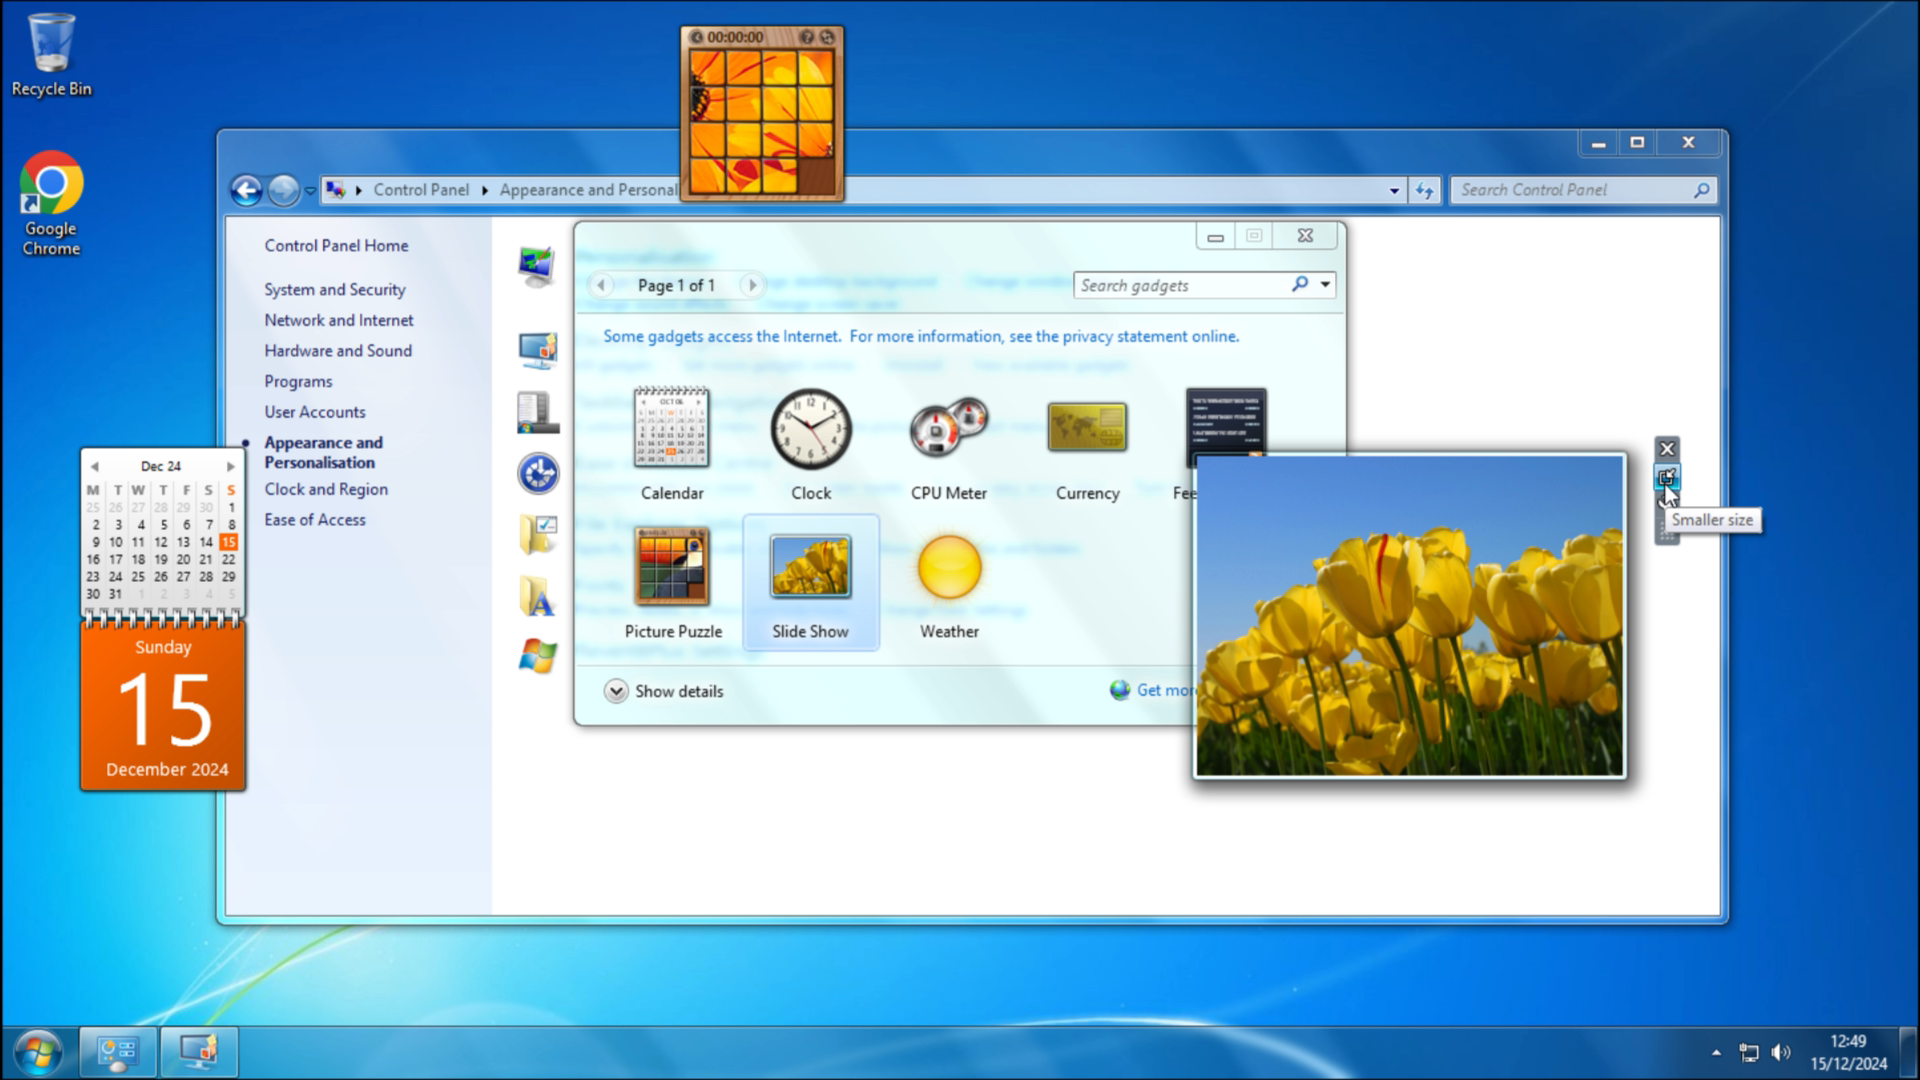 Recycle Bin
Google
Chrome
00:00:00
Control Panel
Appearance and Personal
Search Control Panel
Control Panel Home
System and Security
Network and Internet
Hardware and Sound
Programs
User Accounts
Appearance and
Personalisation
Clock and Region
Ease of Access
Page 1 of 1
Search gadgets
Some gadgets access the Internet. For more information, see the privacy statement online.
Calendar
Clock
CPU Meter
Currency
Fee
Picture Puzzle
Slide Show
Weather
Show details
Get more
Smaller size
Dec 24
M T W T F S S
25 26 27 28 29 30 1
2 3 4 5 6 7 8
9 10 11 12 13 14 15
16 17 18 19 20 21 22
23 24 25 26 27 28 29
30 31 1 2 3 4 5
Sunday
15
December 2024
12:49
15/12/2024